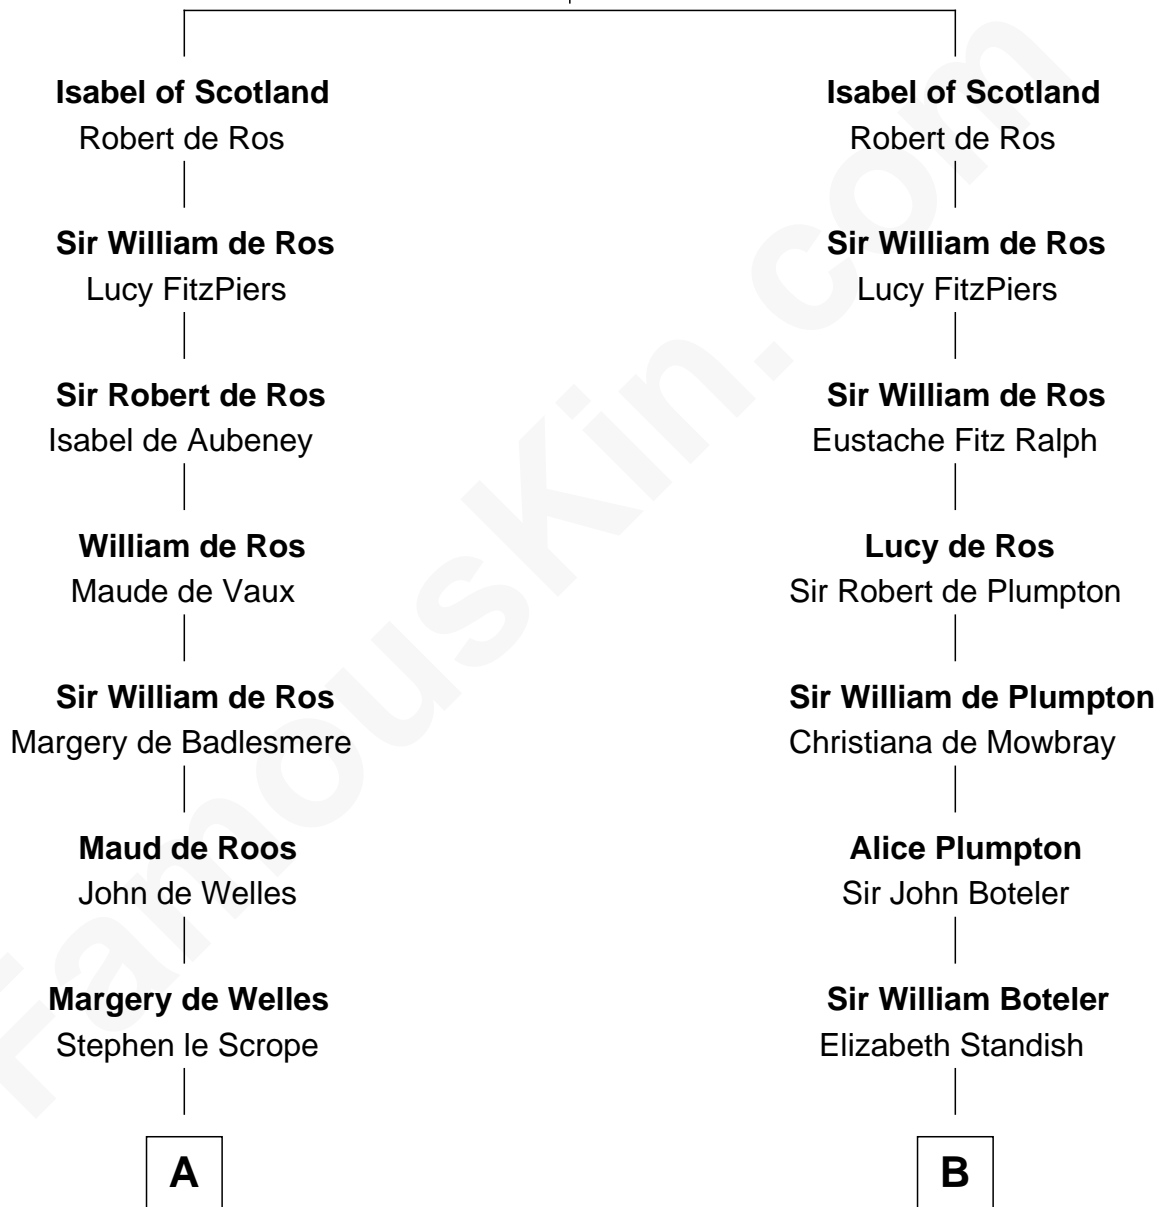 Isabel of Scotland
Robert de Ros
Sir William de Ros
Lucy FitzPiers
Sir Robert de Ros
Isabel de Aubeney
William de Ros
Maude de Vaux
Sir William de Ros
Margery de Badlesmere
Maud de Roos
John de Welles
Margery de Welles
Stephen le Scrope
A
Isabel of Scotland
Robert de Ros
Sir William de Ros
Lucy FitzPiers
Sir William de Ros
Eustache Fitz Ralph
Lucy de Ros
Sir Robert de Plumpton
Sir William de Plumpton
Christiana de Mowbray
Alice Plumpton
Sir John Boteler
Sir William Boteler
Elizabeth Standish
B
FamousKin.com